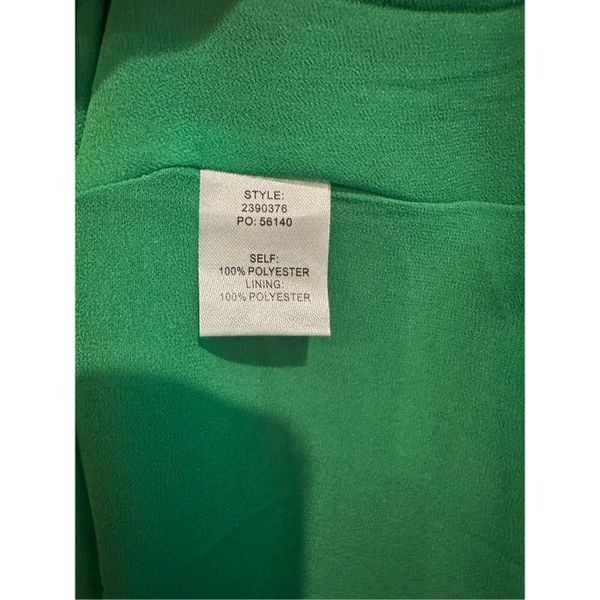 STYLE:
2390376
PO: 56140
SELF:
100% POLYESTER
LINING:
100% POLYESTER